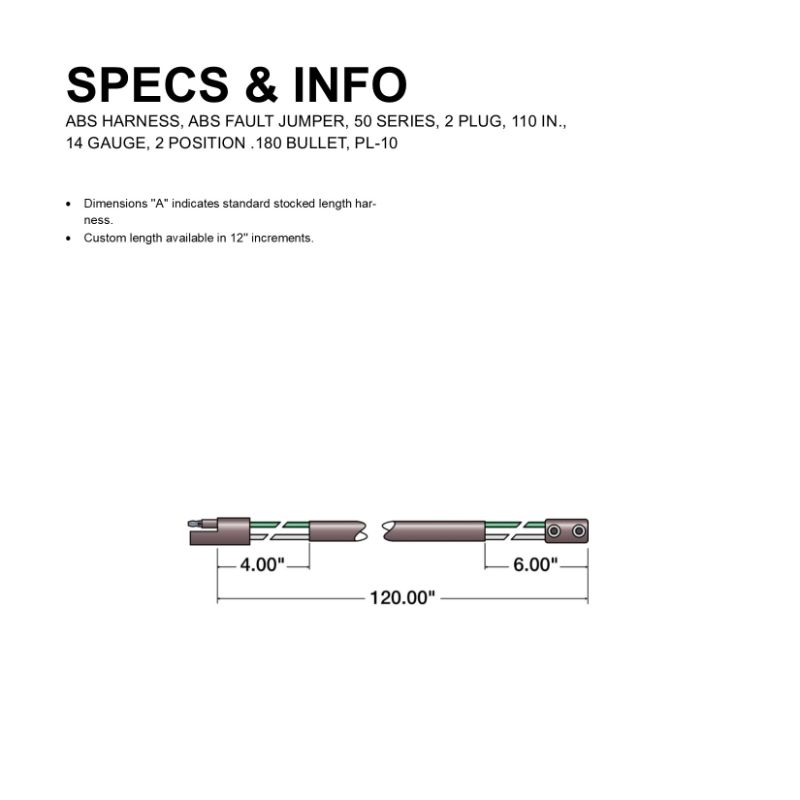 SPECS & INFO
ABS HARNESS, ABS FAULT JUMPER, 50 SERIES, 2 PLUG, 110 IN.,
14 GAUGE, 2 POSITION .180 BULLET, PL-10
• Dimensions "A" indicates standard stocked length har-
ness.
• Custom length available in 12" increments.
4.00" 6.00"
120.00"